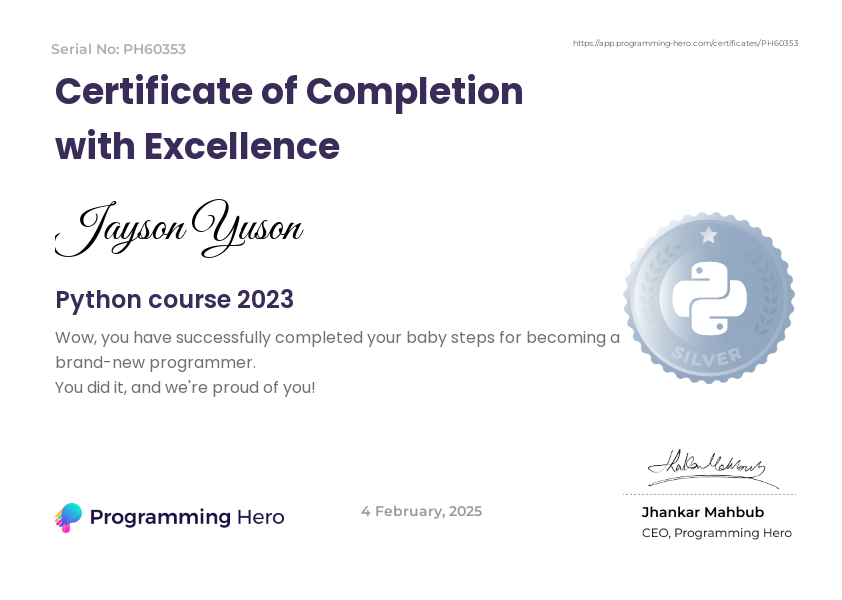 Serial No: PH60353
https://app.programming-hero.com/certificates/PH60353
Certificate of Completion
with Excellence
Jayson Yuson
Python course 2023
Wow, you have successfully completed your baby steps for becoming a
brand-new programmer.
You did it, and we're proud of you!
SILVER
Programming Hero
4 February, 2025
Jhankar Mahbub
Jhankar Mahbub
CEO, Programming Hero